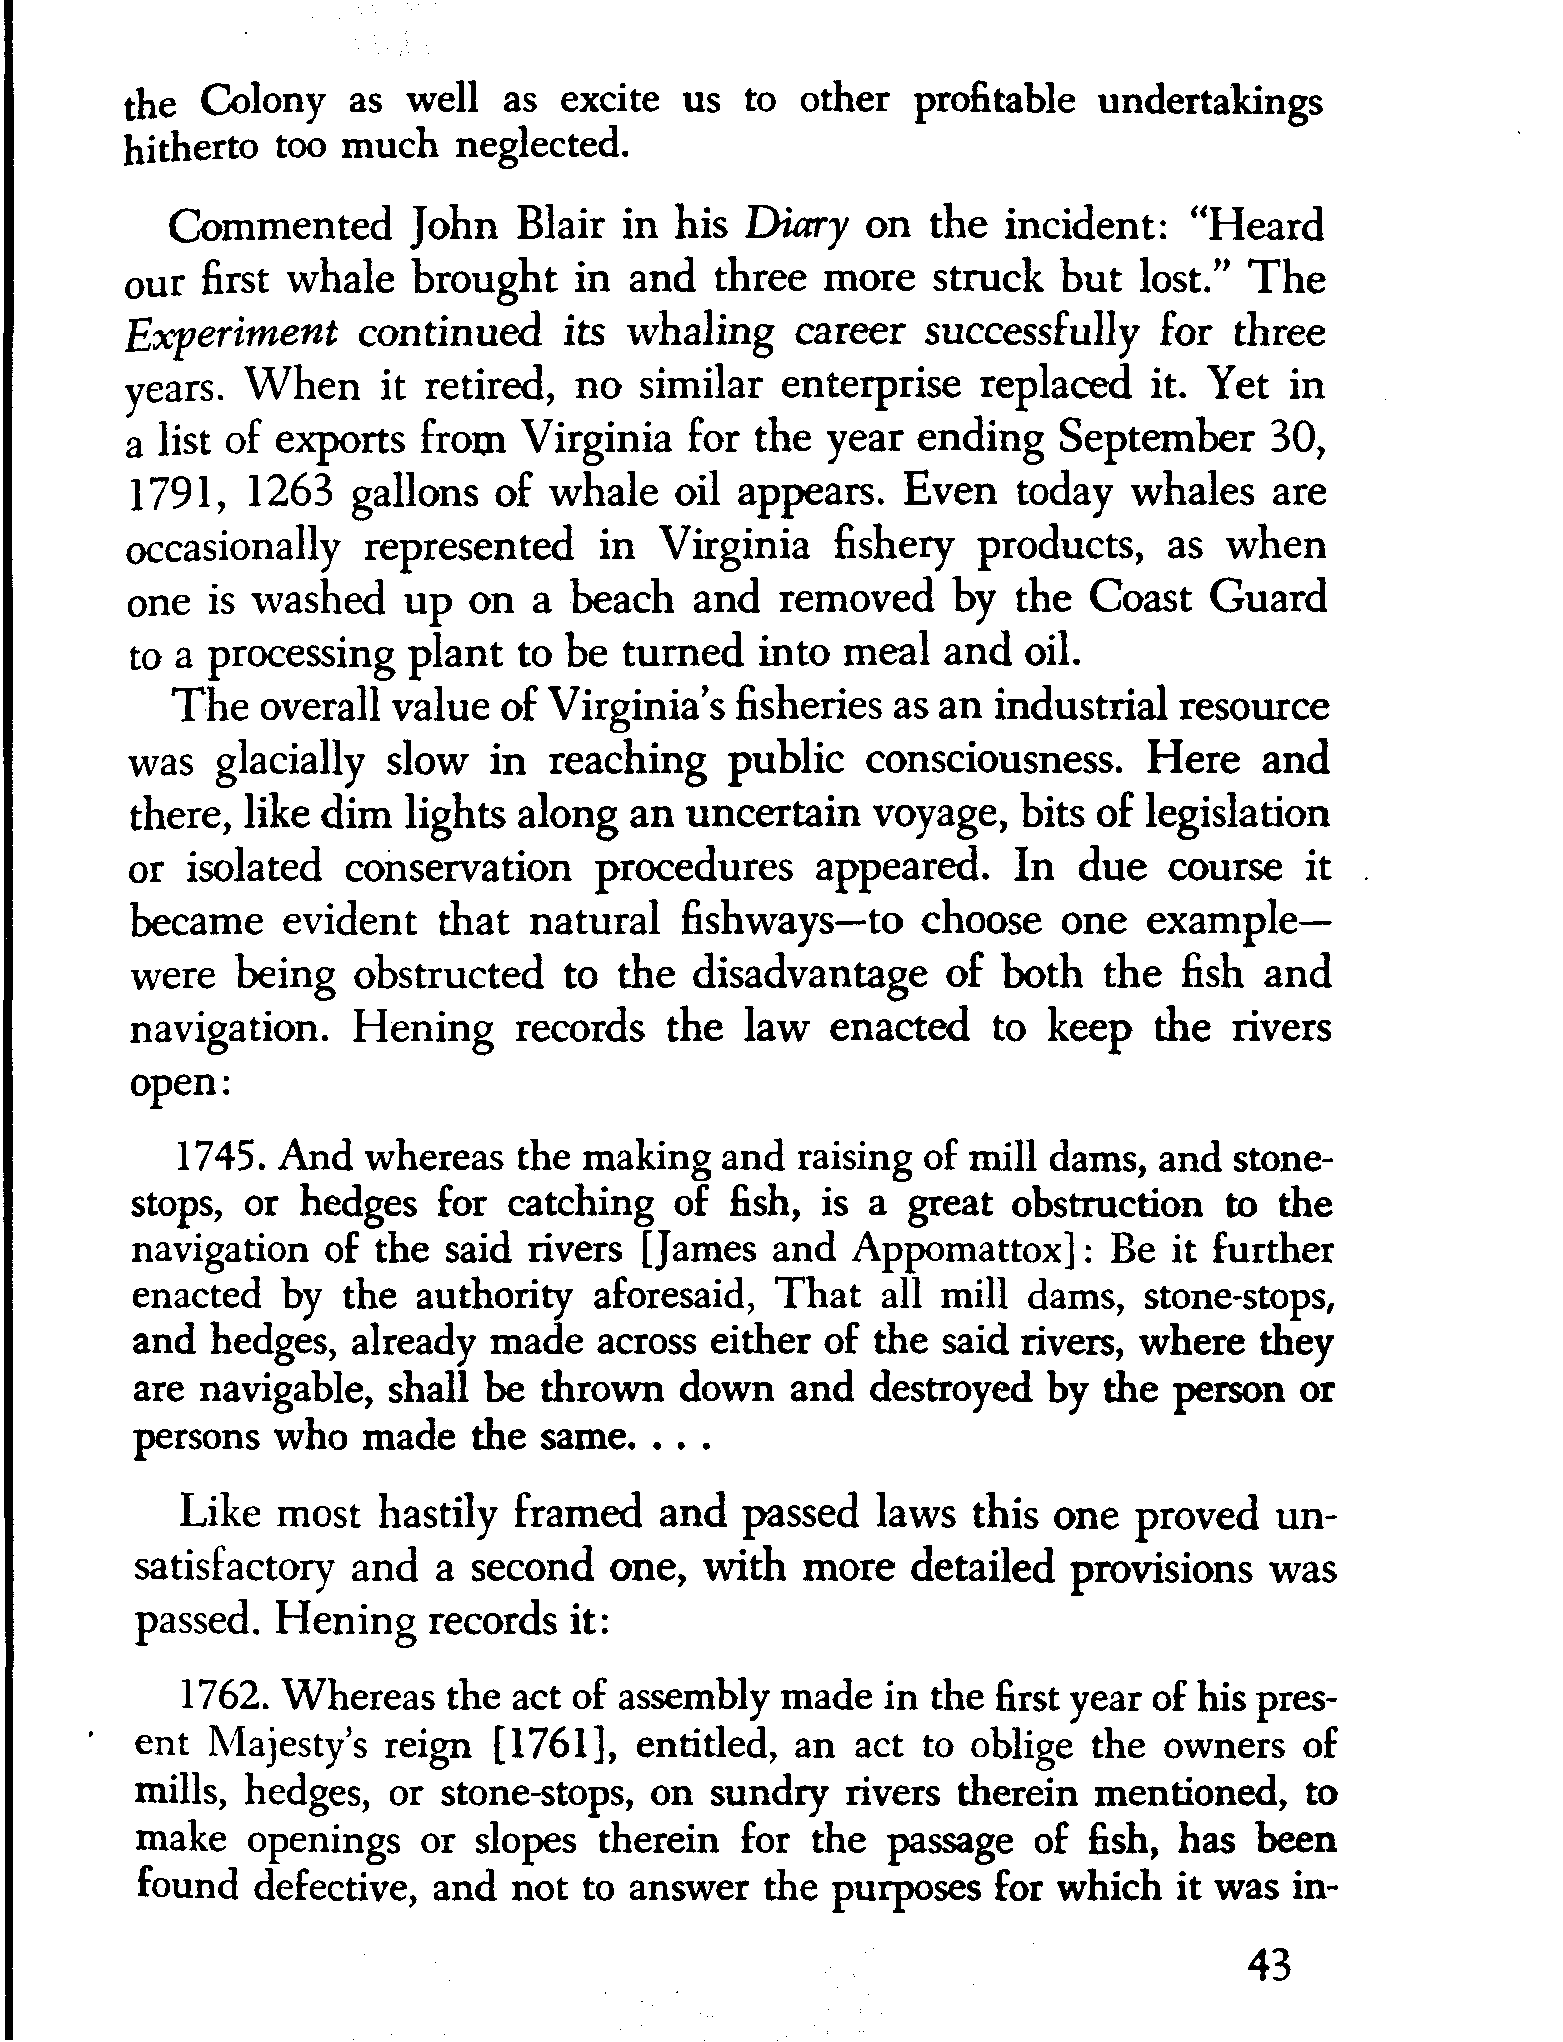 the Colony as well as excite us to other profitable undertakings
hitherto too much neglected.
Commented John Blair in his Diary on the incident: "Heard
our first whale brought in and three more struck but lost." The
Experiment continued its whaling career successfully for three
years. When it retired, no similar enterprise replaced it. Yet in
a list of exports from Virginia for the year ending September 30,
1791, 1263 gallons of whale oil appears. Even today whales are
occasionally represented in Virginia fishery products, as when
one is washed up on a beach and removed by the Coast Guard
to a processing plant to be turned into meal and oil.
The overall value of Virginia's fisheries as an industrial resource
was glacially slow in reaching public consciousness. Here and
there, like dim lights along an uncertain voyage, bits of legislation
or isolated conservation procedures appeared. In due course it
became evident that natural fishways—to choose one example—
were being obstructed to the disadvantage of both the fish and
navigation. Hening records the law enacted to keep the rivers
open:
1745. And whereas the making and raising of mill dams, and stone-
stops, or hedges for catching of fish, is a great obstruction to the
navigation of the said rivers [James and Appomattox]: Be it further
enacted by the authority aforesaid, That all mill dams, stone-stops,
and hedges, already made across either of the said rivers, where they
are navigable, shall be thrown down and destroyed by the person or
persons who made the same. . . .
Like most hastily framed and passed laws this one proved un-
satisfactory and a second one, with more detailed provisions was
passed. Hening records it:
1762. Whereas the act of assembly made in the first year of his pres-
ent Majesty's reign [1761], entitled, an act to oblige the owners of
mills, hedges, or stone-stops, on sundry rivers therein mentioned, to
make openings or slopes therein for the passage of fish, has been
found defective, and not to answer the purposes for which it was in-
43